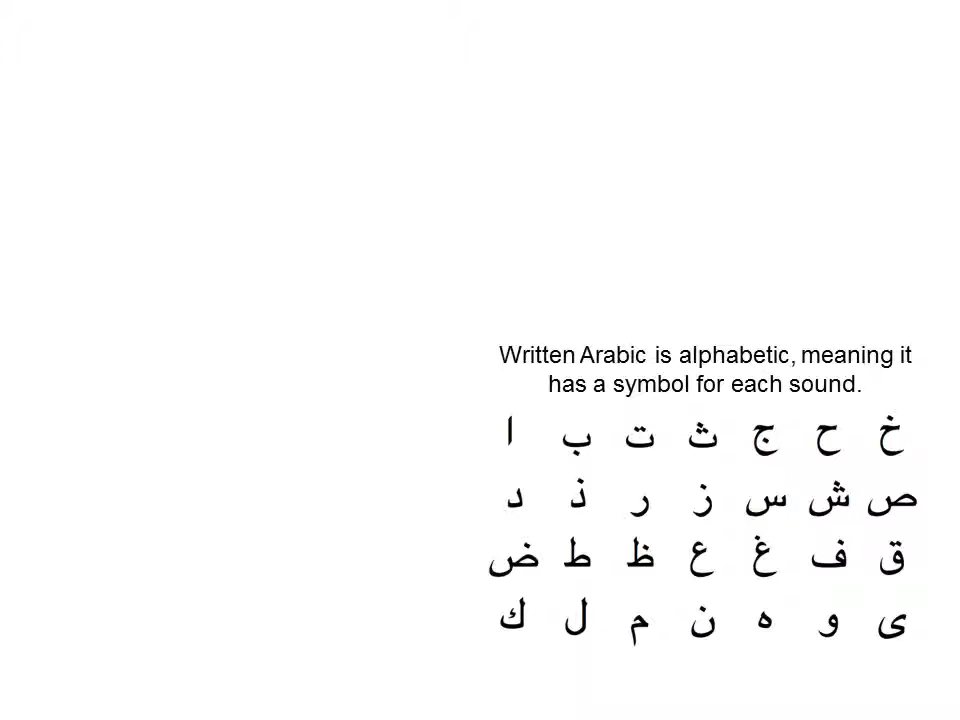 Written Arabic is alphabetic, meaning it
has a symbol for each sound.
ا ب ت ث ج ح خ
د ذ ر ز س ش ص
ض ط ظ ع غ ف ق
ك ل م ن ه و ى